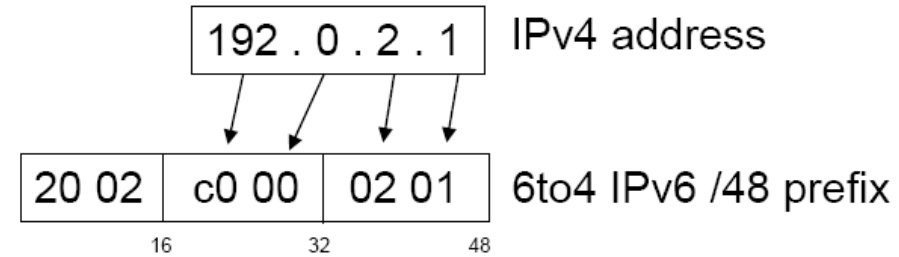 192 . 0 . 2 . 1 IPv4 address
20 02 c0 00 02 01 6to4 IPv6 /48 prefix
16 32 48